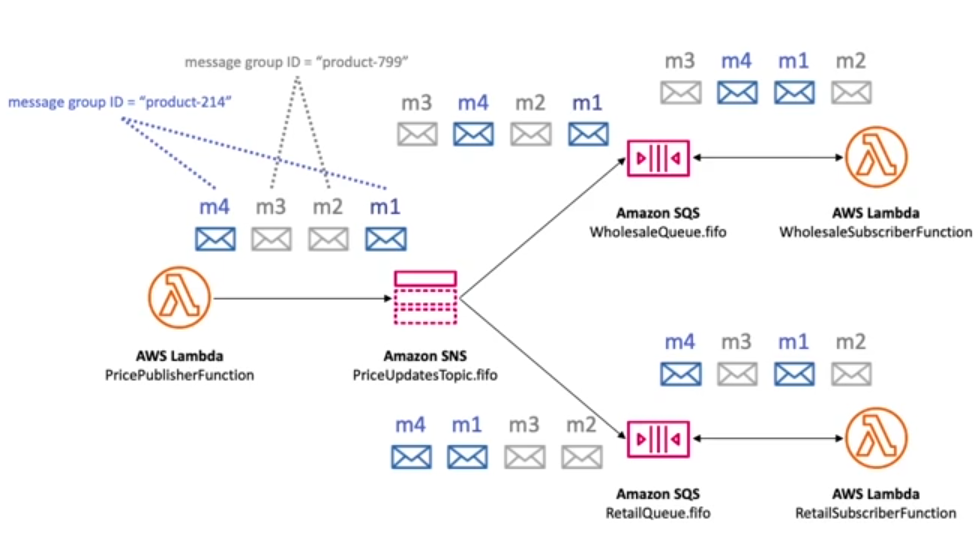 message group ID = “product-799”
message group ID = “product-214”
m4 m3 m2 m1
m3 m4 m2 m1
m3 m4 m1 m2
Amazon SQS
WholesaleQueue.fifo
AWS Lambda
WholesaleSubscriberFunction
AWS Lambda
PricePublisherFunction
Amazon SNS
PriceUpdatesTopic.fifo
m4 m1 m3 m2
m4 m3 m1 m2
Amazon SQS
RetailQueue.fifo
AWS Lambda
RetailSubscriberFunction